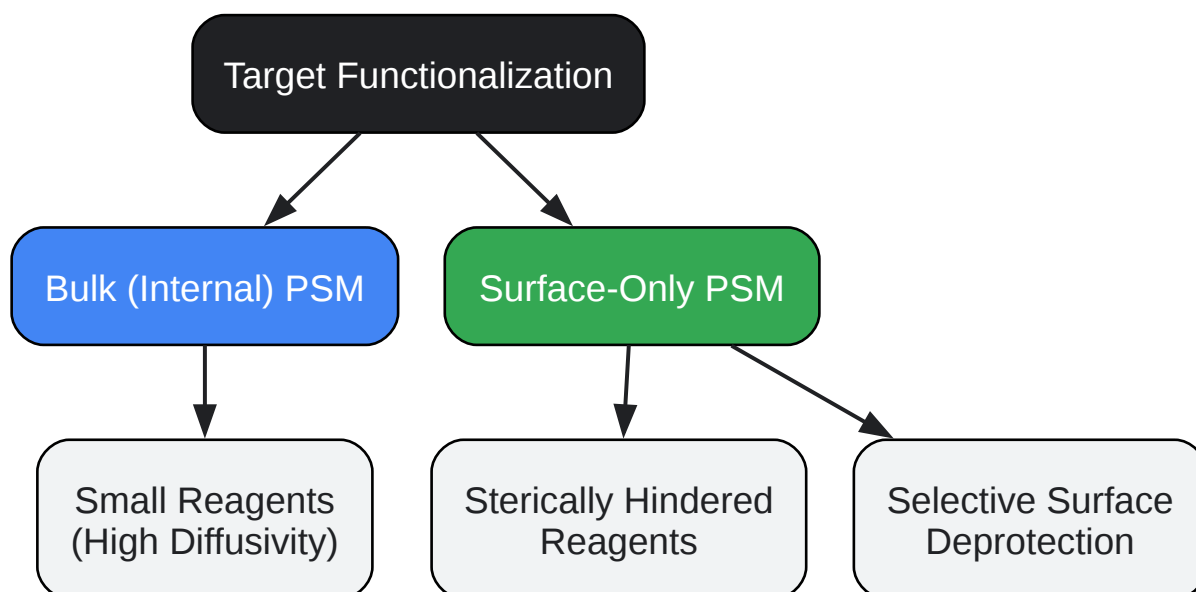 Target Functionalization
Bulk (Internal) PSM
Surface-Only PSM
Small Reagents
(High Diffusivity)
Sterically Hindered
Reagents
Selective Surface
Deprotection